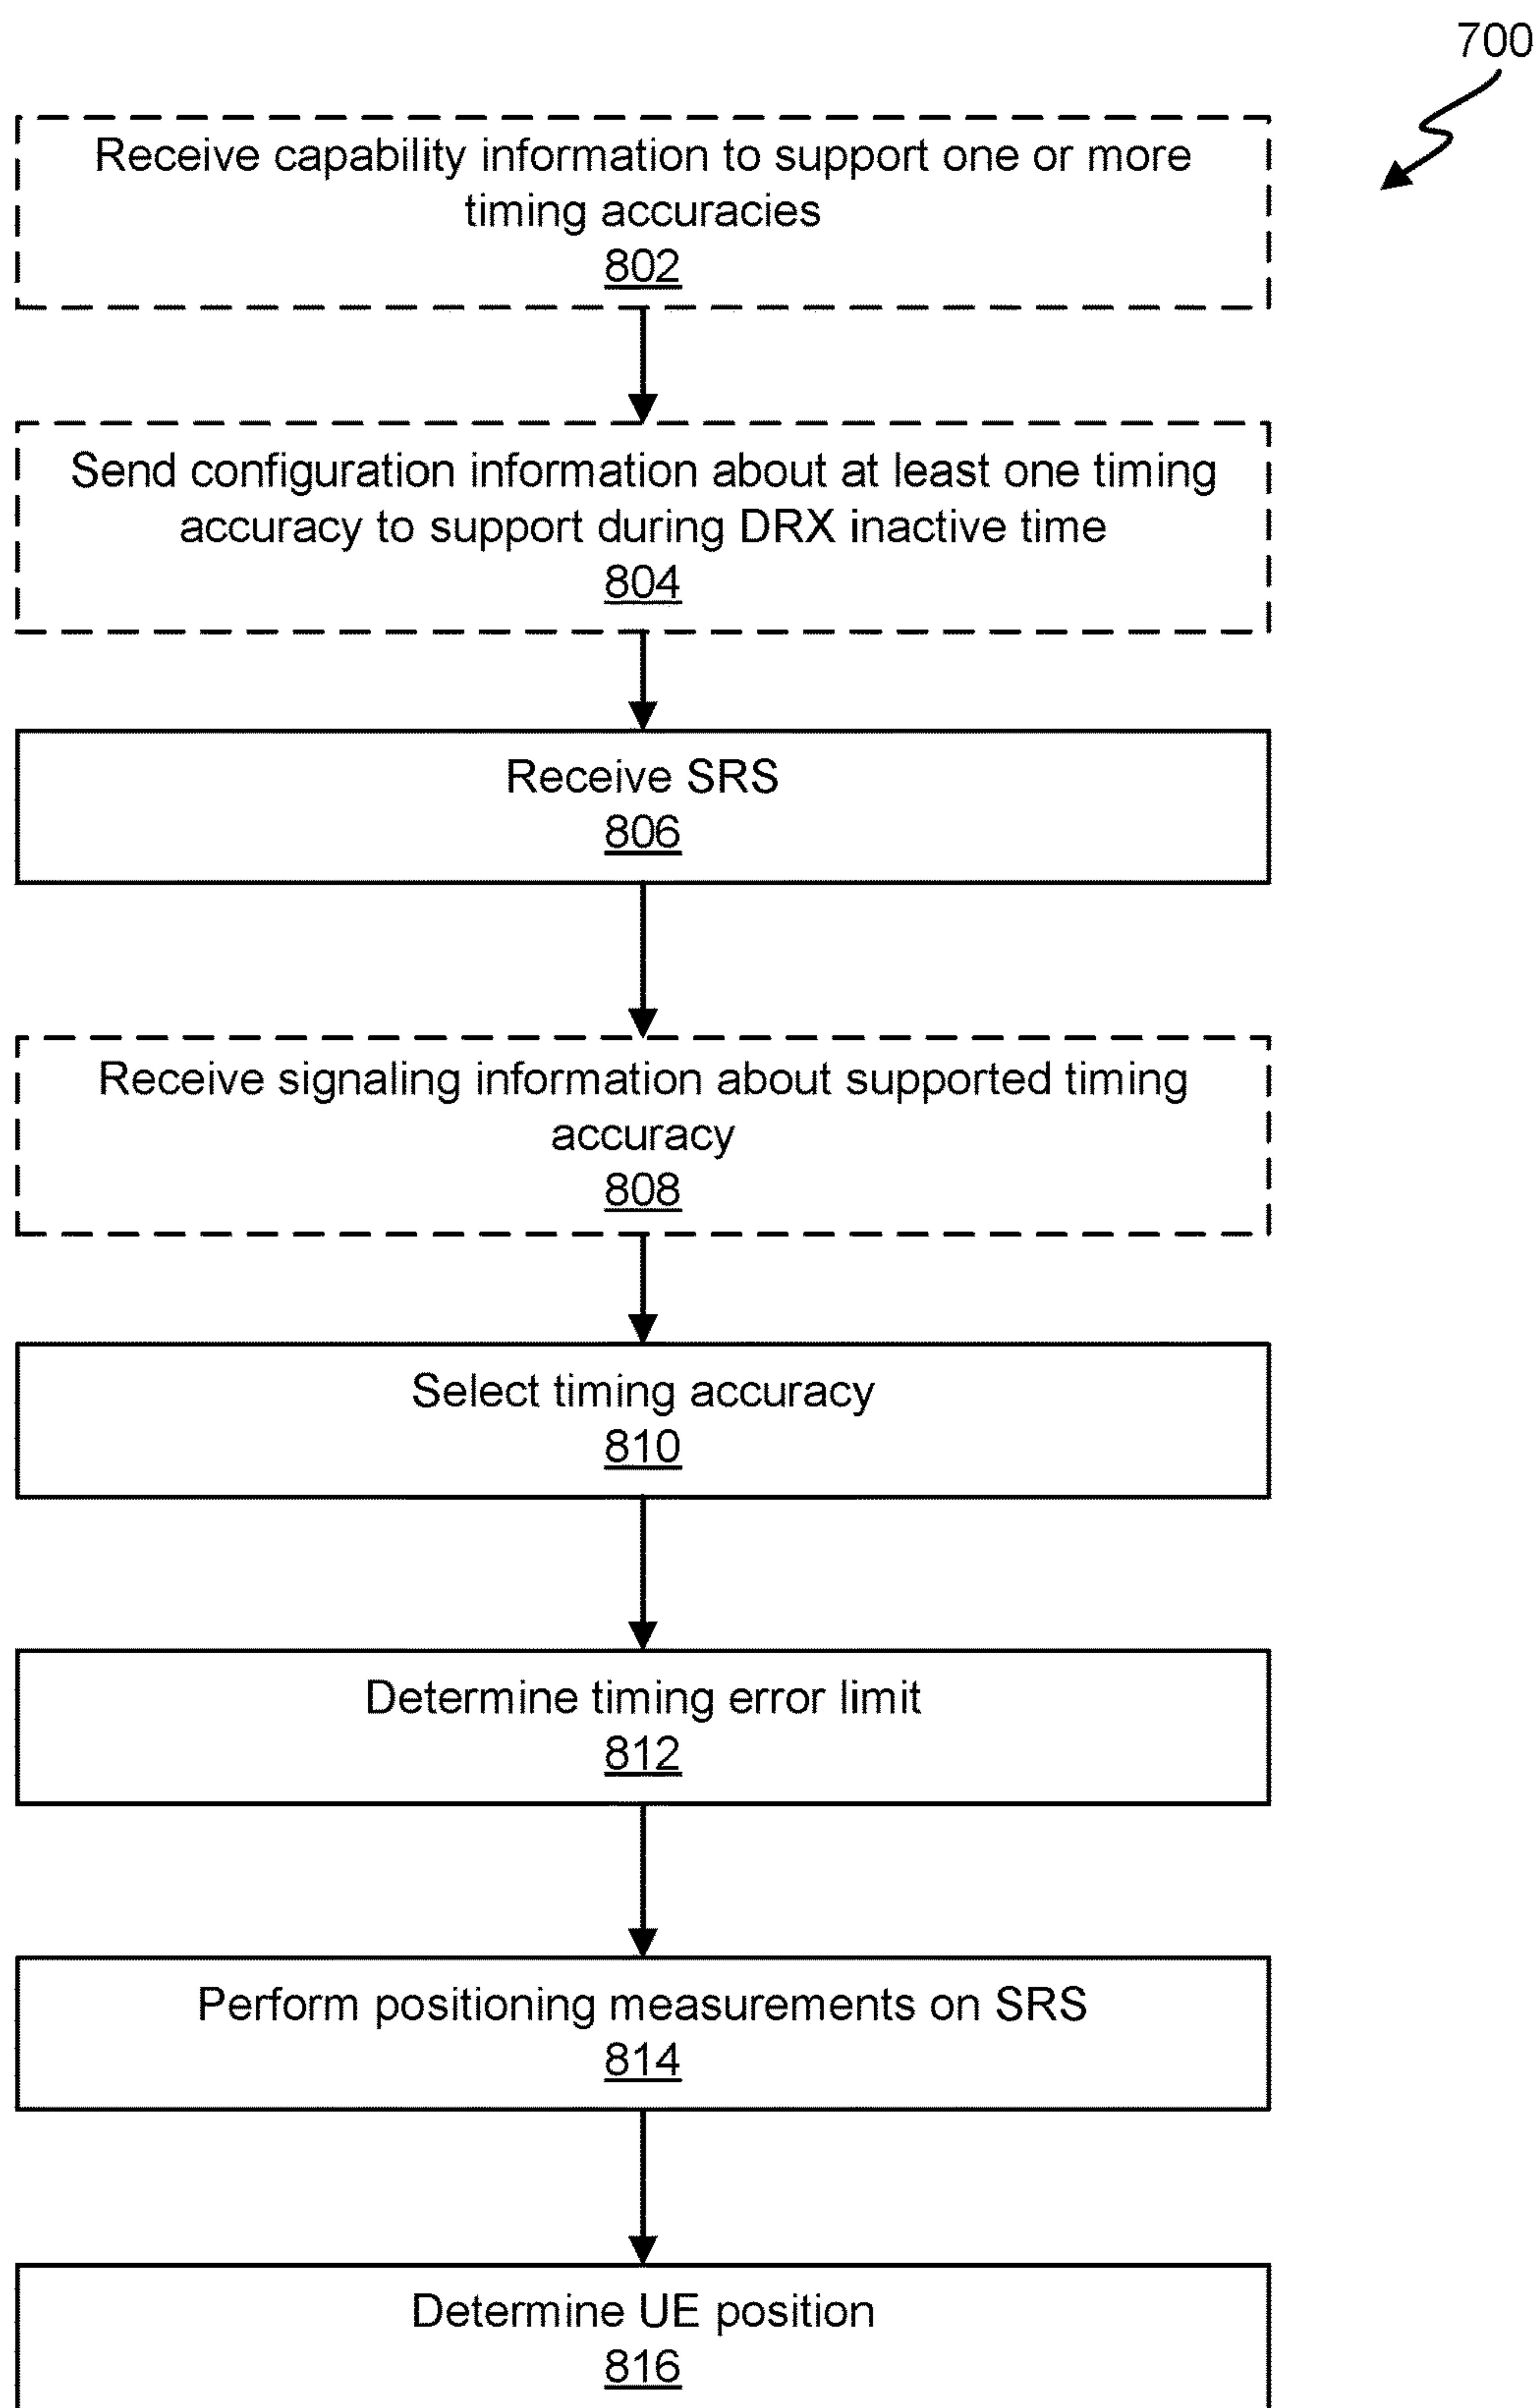 700
Receive capability information to support one or more
timing accuracies
802
Send configuration information about at least one timing
accuracy to support during DRX inactive time
804
Receive SRS
806
Receive signaling information about supported timing
accuracy
808
Select timing accuracy
810
Determine timing error limit
812
Perform positioning measurements on SRS
814
Determine UE position
816